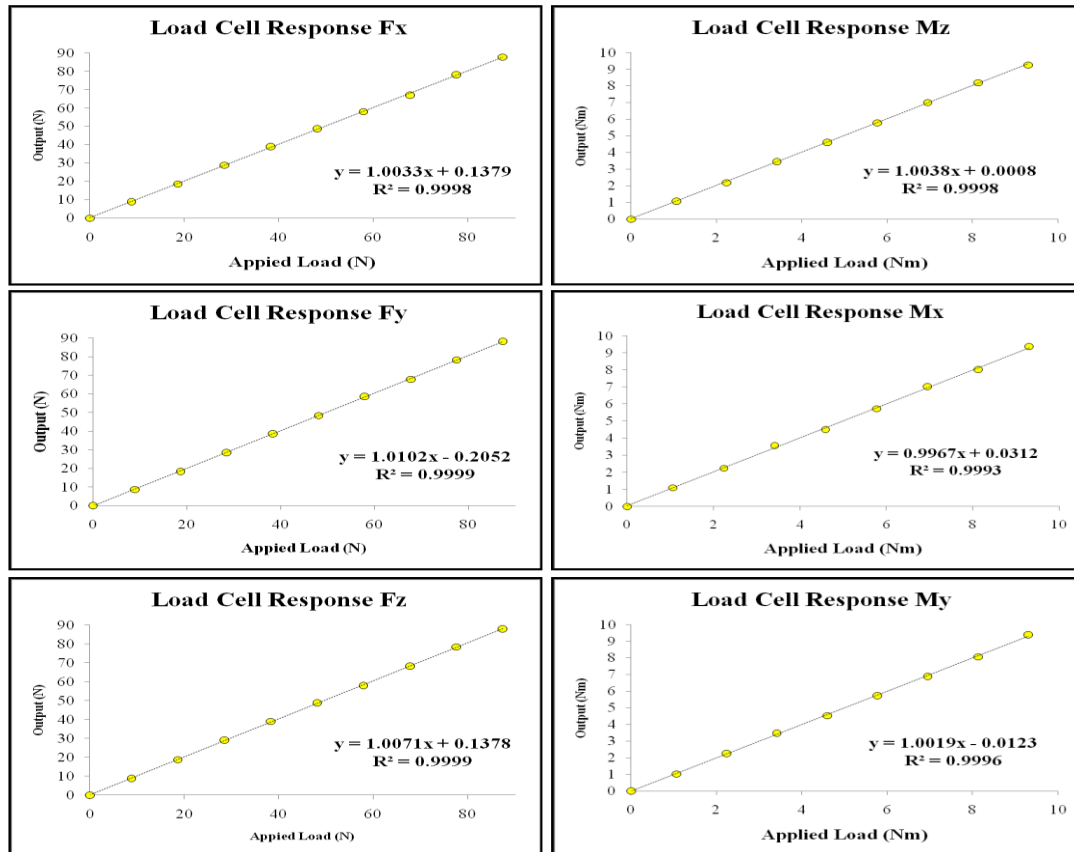 Load Cell Response Fx
90
80
70
60
50
40
30
20
10
0
Output (N)
y = 1.0033x + 0.1379
R² = 0.9998
0 20 40 60 80
Appied Load (N)
Load Cell Response Mz
10
9
8
7
6
5
4
3
2
1
0
Output (Nm)
y = 1.0038x + 0.0008
R² = 0.9998
0 2 4 6 8 10
Applied Load (Nm)
Load Cell Response Fy
90
80
70
60
50
40
30
20
10
0
Output (N)
y = 1.0102x - 0.2052
R² = 0.9999
0 20 40 60 80
Appied Load (N)
Load Cell Response Mx
10
9
8
7
6
5
4
3
2
1
0
Output (Nm)
y = 0.9967x + 0.0312
R² = 0.9993
0 2 4 6 8 10
Applied Load (Nm)
Load Cell Response Fz
90
80
70
60
50
40
30
20
10
0
Output (N)
y = 1.0071x + 0.1378
R² = 0.9999
0 20 40 60 80
Appied Load (N)
Load Cell Response My
10
9
8
7
6
5
4
3
2
1
0
Output (Nm)
y = 1.0019x - 0.0123
R² = 0.9996
0 2 4 6 8 10
Applied Load (Nm)